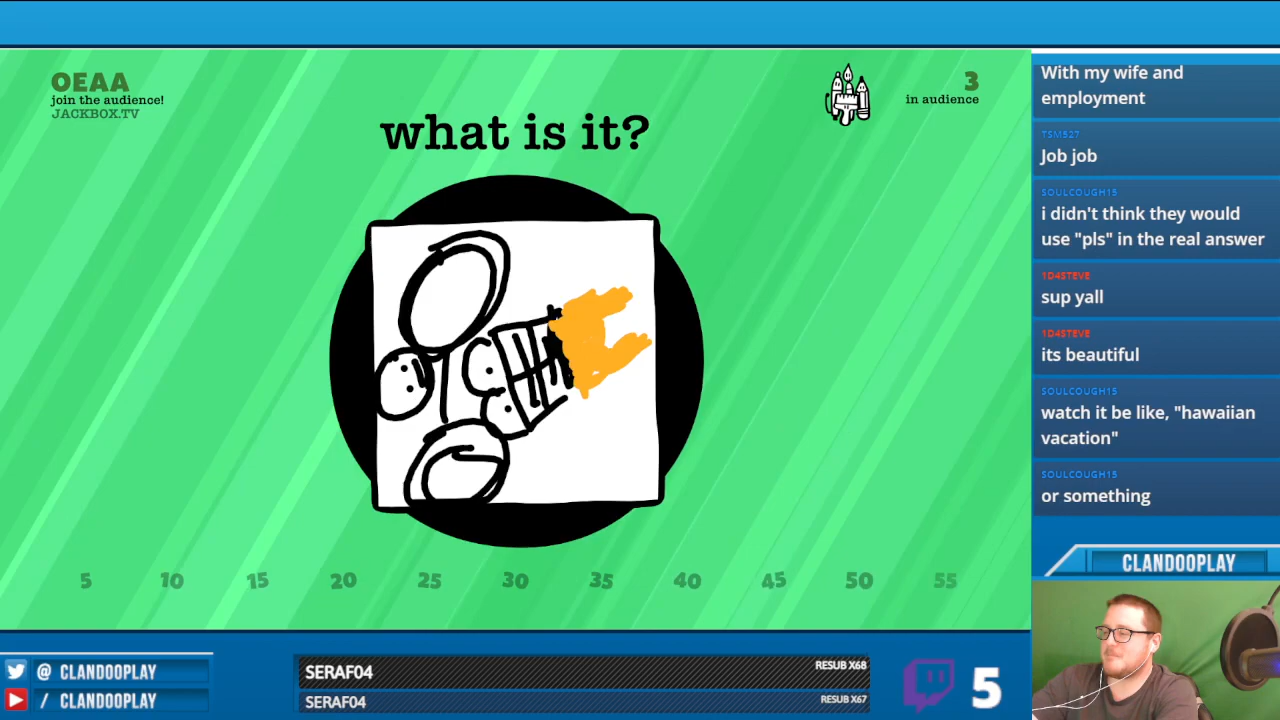 OEAA
join the audience!
JACKBOX.TV
3
in audience
what is it?
5 10 15 20 25 30 35 40 45 50 55
With my wife and
employment
TSM527
Job job
SOULCOUGH15
i didn't think they would
use "pls" in the real answer
1D4STEVE
sup yall
1D4STEVE
its beautiful
SOULCOUGH15
watch it be like, "hawaiian
vacation"
SOULCOUGH15
or something
CLANDOOPLAY
@ CLANDOOPLAY
/ CLANDOOPLAY
SERAF04 RESUB X68
SERAF04 RESUB X67
5